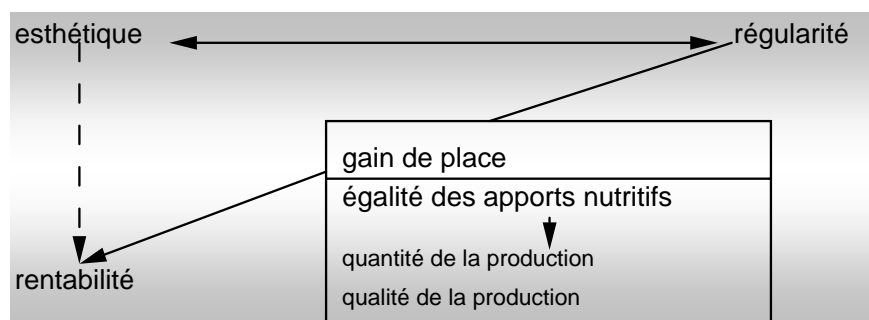 esthétique
régularité
gain de place
égalité des apports nutritifs
quantité de la production
rentabilité
qualité de la production